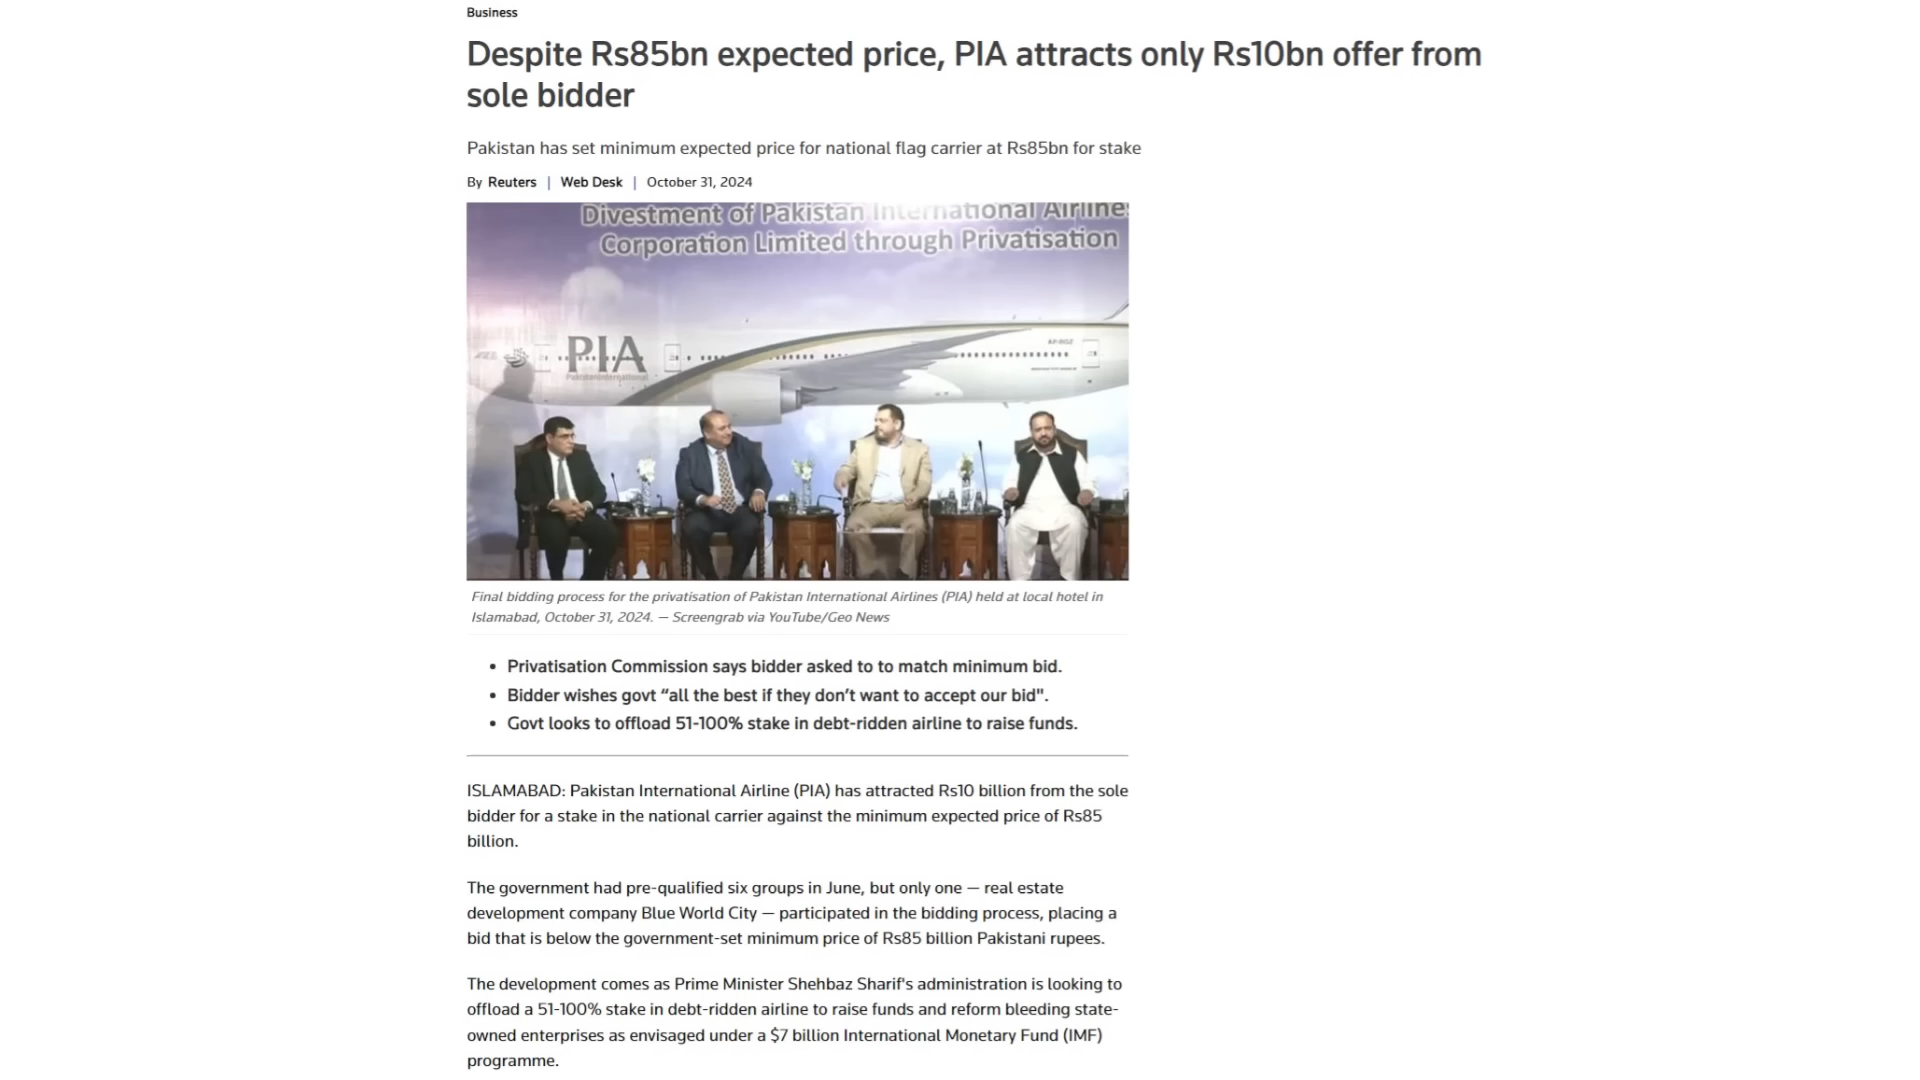 Business
Despite Rs85bn expected price, PIA attracts only Rs10bn offer from
sole bidder
Pakistan has set minimum expected price for national flag carrier at Rs85bn for stake
By Reuters | Web Desk | October 31, 2024
Divestment of Pakistan International Airlines
Corporation Limited through Privatisation
PIA
Pakistan International
Final bidding process for the privatisation of Pakistan International Airlines (PIA) held at local hotel in
Islamabad, October 31, 2024. — Screengrab via YouTube/Geo News
• Privatisation Commission says bidder asked to to match minimum bid.
• Bidder wishes govt “all the best if they don’t want to accept our bid".
• Govt looks to offload 51-100% stake in debt-ridden airline to raise funds.
ISLAMABAD: Pakistan International Airline (PIA) has attracted Rs10 billion from the sole
bidder for a stake in the national carrier against the minimum expected price of Rs85
billion.
The government had pre-qualified six groups in June, but only one — real estate
development company Blue World City — participated in the bidding process, placing a
bid that is below the government-set minimum price of Rs85 billion Pakistani rupees.
The development comes as Prime Minister Shehbaz Sharif's administration is looking to
offload a 51-100% stake in debt-ridden airline to raise funds and reform bleeding state-
owned enterprises as envisaged under a $7 billion International Monetary Fund (IMF)
programme.